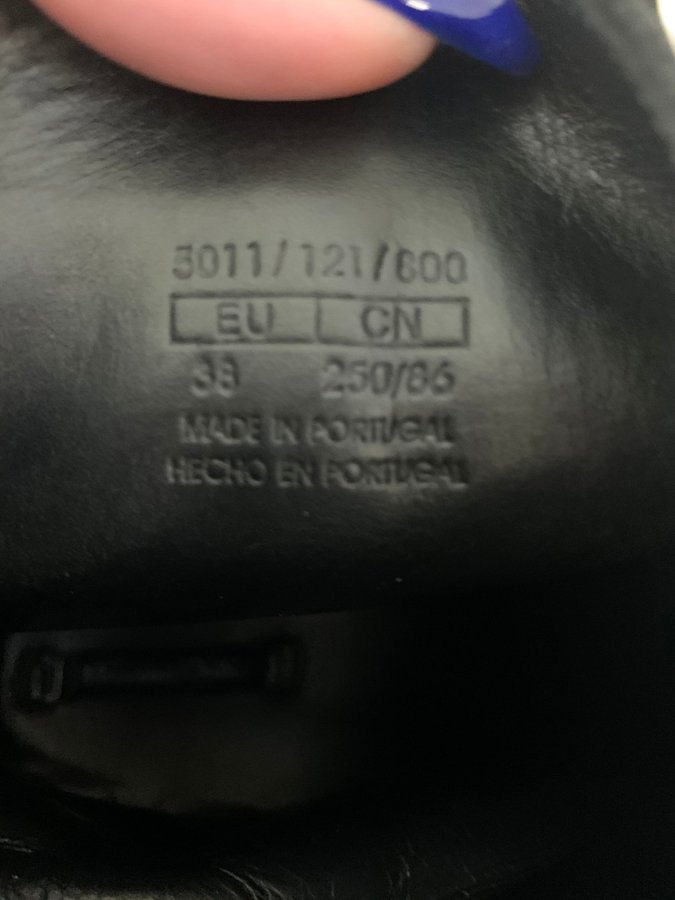 5011/121/800
EU CN
38 250/86
MADE IN PORTUGAL
HECHO EN PORTUGAL